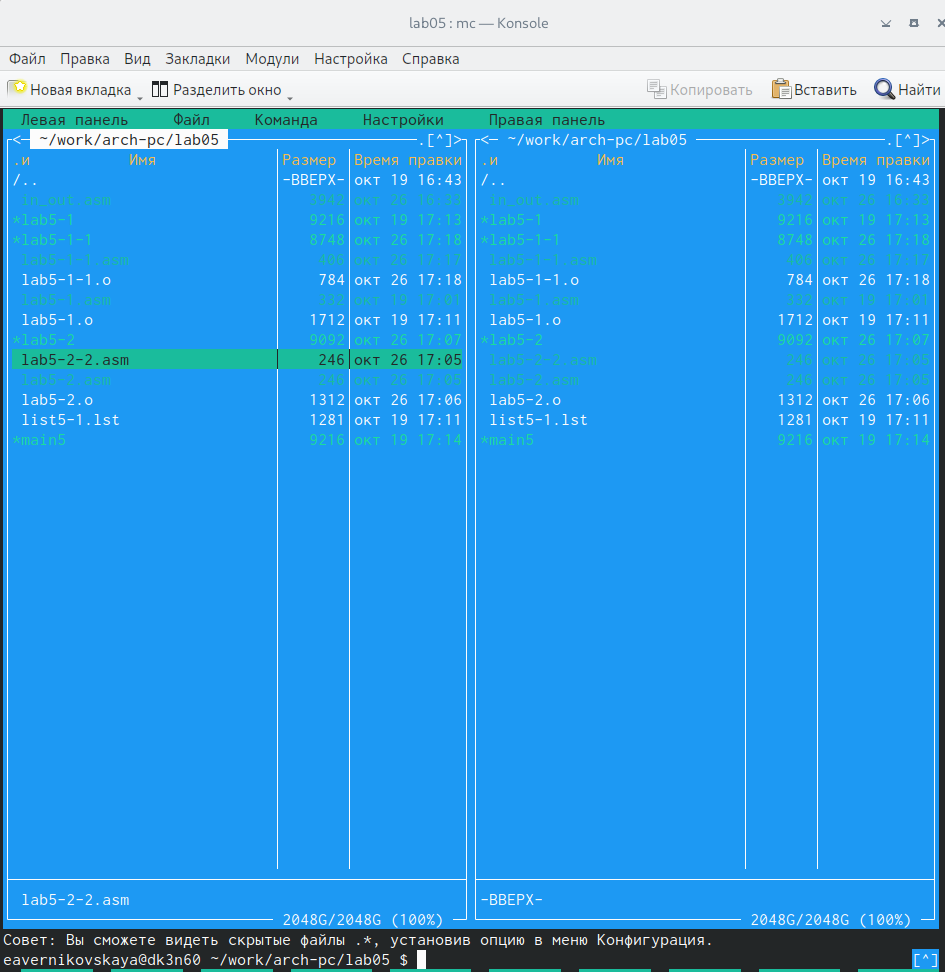 lab05 : mc — Konsole
Файл Правка Вид Закладки Модули Настройка Справка
Новая вкладка Разделить окно Копировать Вставить Найти
Левая панель Файл Команда Настройки Правая панель
<— ~/work/arch-pc/lab05 .[^]> <— ~/work/arch-pc/lab05 .[^]>
.и Имя Размер Время правки .и Имя Размер Время правки
/.. -ВВЕРХ- окт 19 16:43 /.. -ВВЕРХ- окт 19 16:43
in_out.asm 3942 окт 26 16:33 in_out.asm 3942 окт 26 16:33
*lab5-1 9216 окт 19 17:13 *lab5-1 9216 окт 19 17:13
*lab5-1-1 8748 окт 26 17:18 *lab5-1-1 8748 окт 26 17:18
lab5-1-1.asm 406 окт 26 17:17 lab5-1-1.asm 406 окт 26 17:17
lab5-1-1.o 784 окт 26 17:18 lab5-1-1.o 784 окт 26 17:18
lab5-1.asm 332 окт 19 17:01 lab5-1.asm 332 окт 19 17:01
lab5-1.o 1712 окт 19 17:11 lab5-1.o 1712 окт 19 17:11
*lab5-2 9092 окт 26 17:07 *lab5-2 9092 окт 26 17:07
lab5-2-2.asm 246 окт 26 17:05 lab5-2-2.asm 246 окт 26 17:05
lab5-2.asm 246 окт 26 17:05 lab5-2.asm 246 окт 26 17:05
lab5-2.o 1312 окт 26 17:06 lab5-2.o 1312 окт 26 17:06
list5-1.lst 1281 окт 19 17:11 list5-1.lst 1281 окт 19 17:11
*main5 9216 окт 19 17:14 *main5 9216 окт 19 17:14
lab5-2-2.asm -ВВЕРХ-
2048G/2048G (100%) 2048G/2048G (100%)
Совет: Вы сможете видеть скрытые файлы .*, установив опцию в меню Конфигурация.
eavernikovskaya@dk3n60 ~/work/arch-pc/lab05 $ [^]